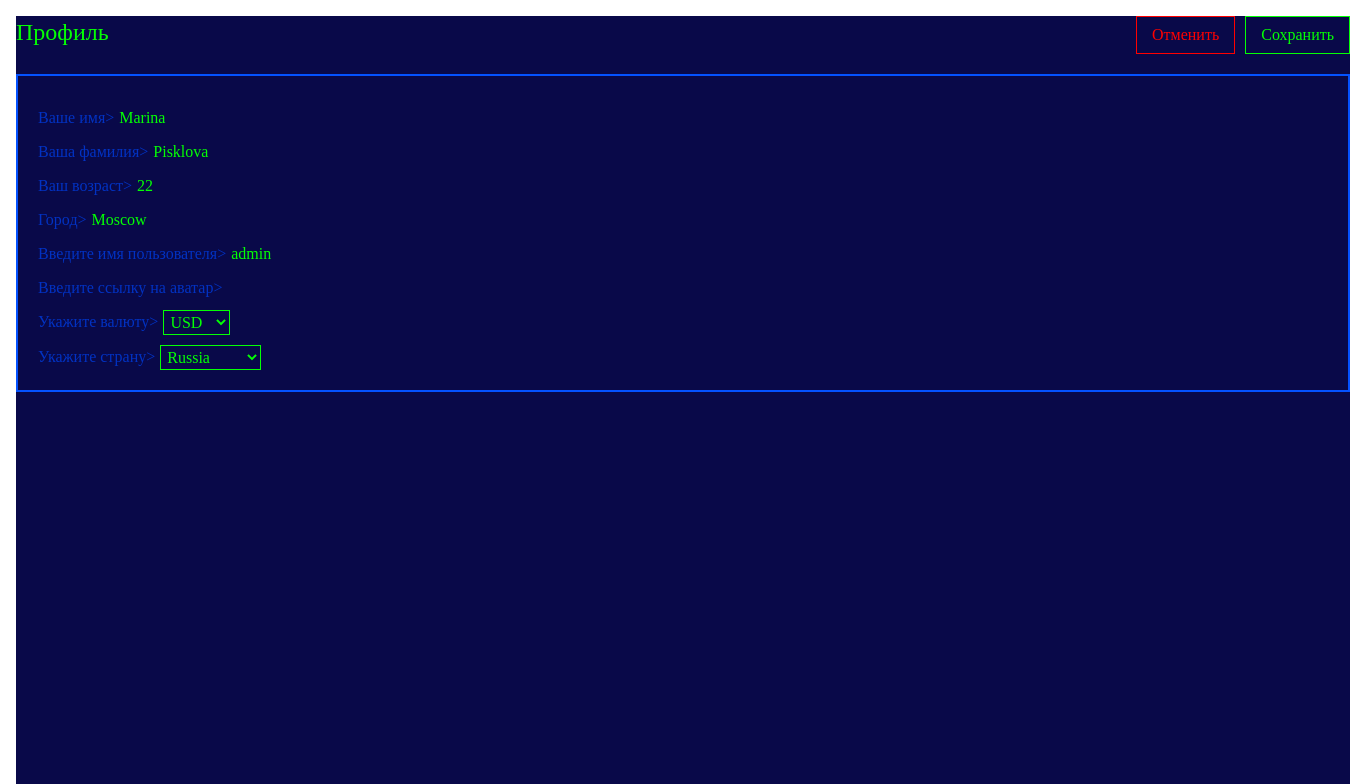 Профиль
Отменить
Сохранить
Ваше имя> Marina
Ваша фамилия> Pisklova
Ваш возраст> 22
Город> Moscow
Введите имя пользователя> admin
Введите ссылку на аватар>
Укажите валюту> USD
Укажите страну> Russia